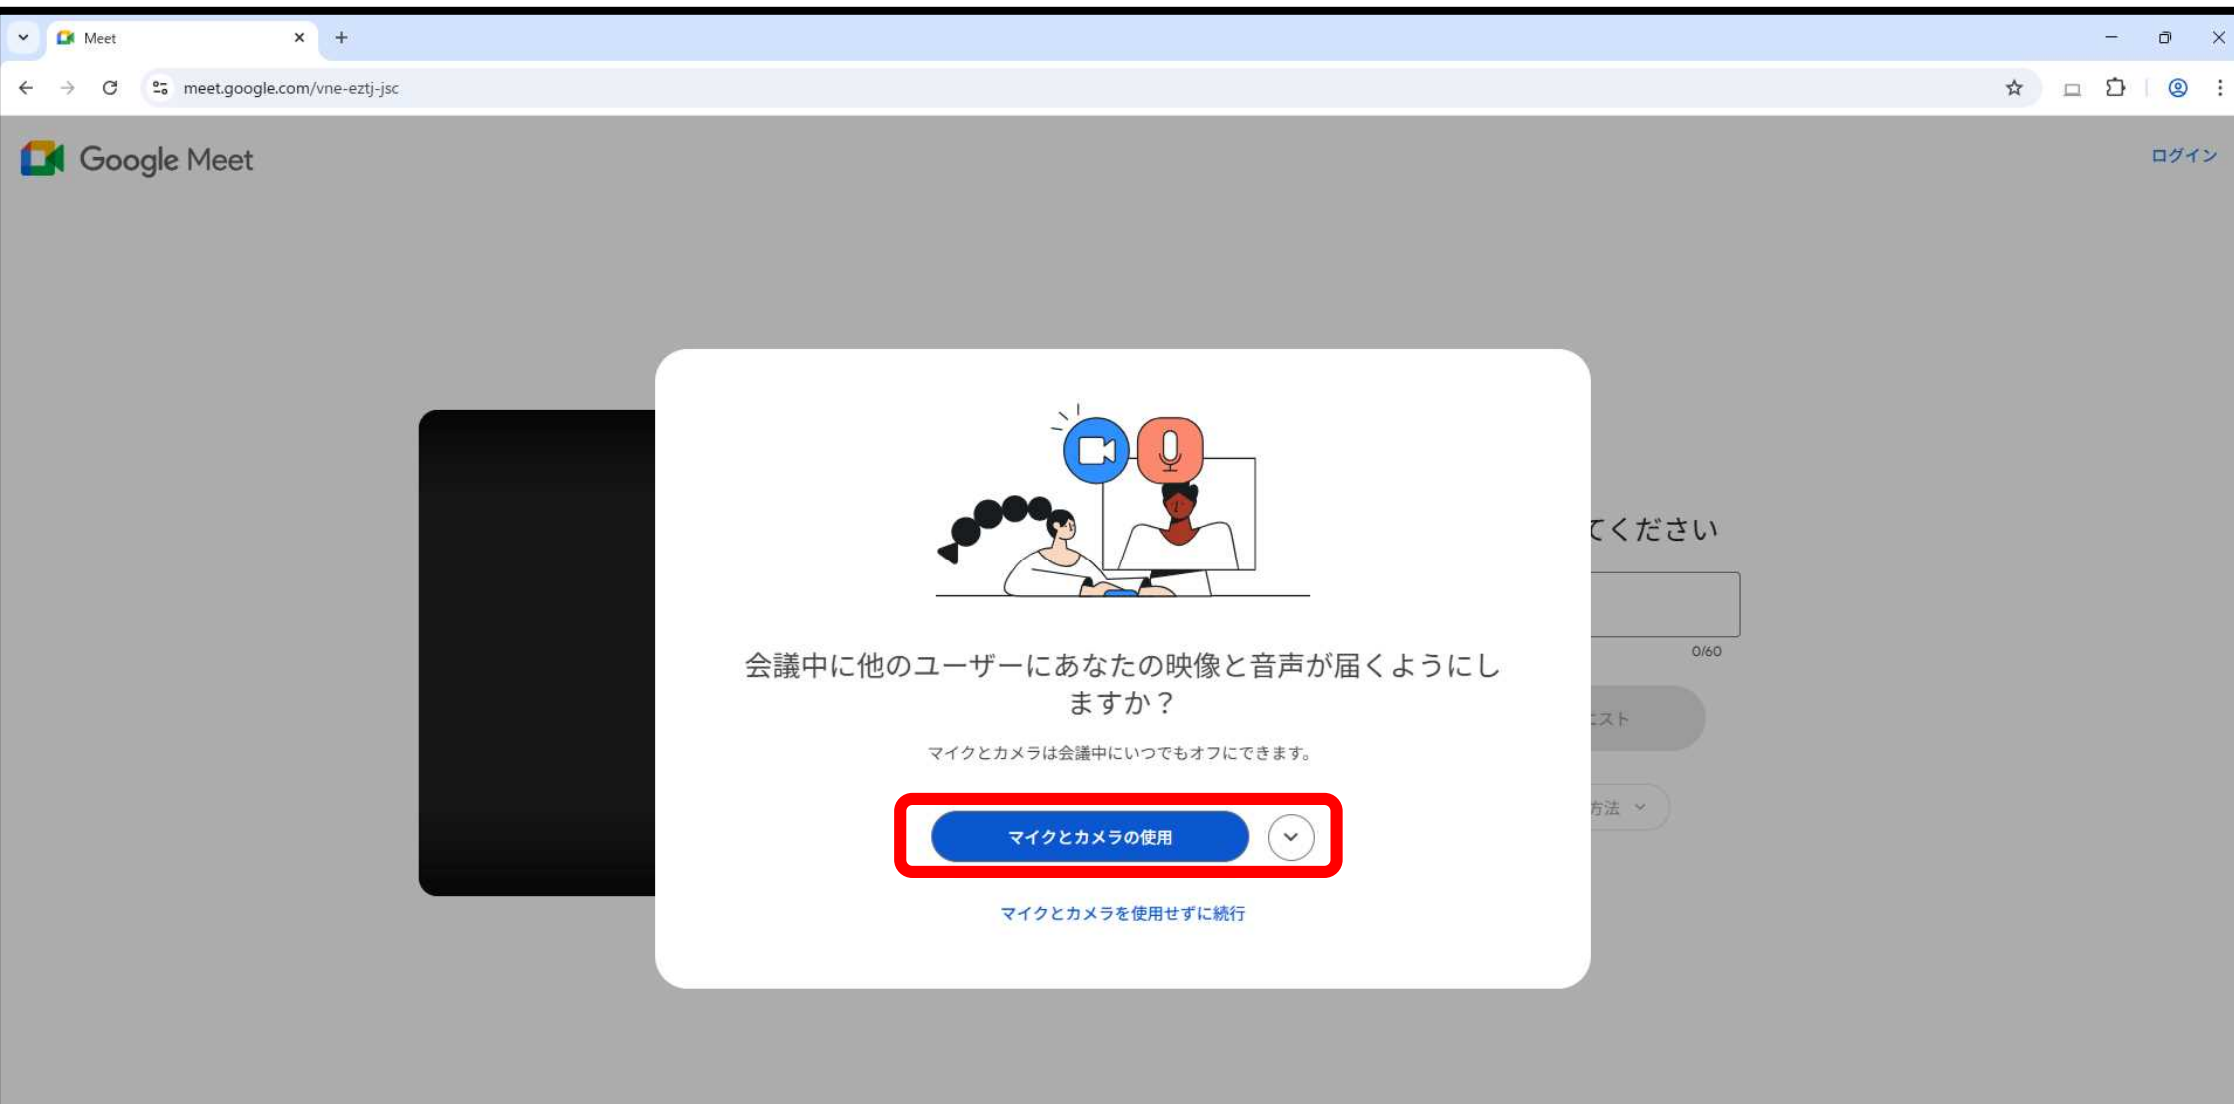 Meet
meet.google.com/vne-eztj-jsc
Google Meet
ログイン
てください
0/60
エスト
方法
会議中に他のユーザーにあなたの映像と音声が届くようにし
ますか？
マイクとカメラは会議中にいつでもオフにできます。
マイクとカメラの使用
マイクとカメラを使用せずに続行